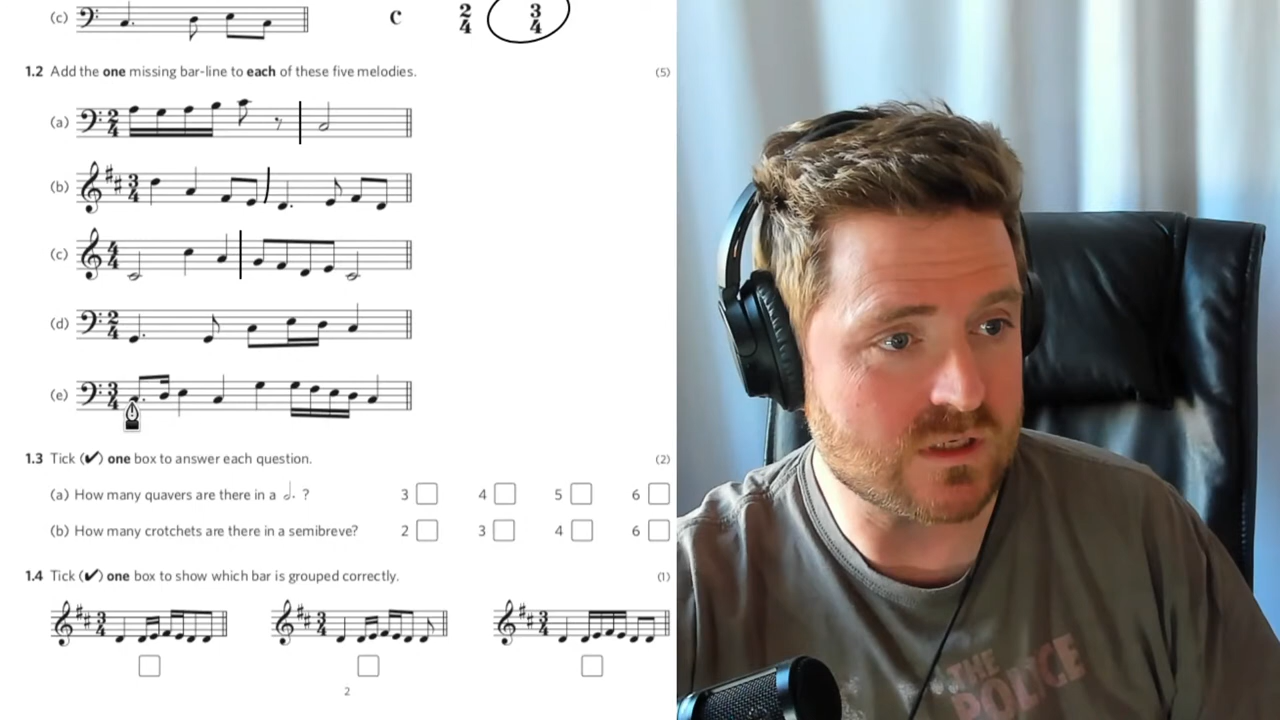 (c) C 2 4 3 4
1.2 Add the one missing bar-line to each of these five melodies. (5)
(a) 2 4
(b) 3 4
(c) 4 4
(d) 2 4
(e) 3 4
1.3 Tick (✔) one box to answer each question. (2)
(a) How many quavers are there in a 𝅗𝅥. ? 3 4 5 6
(b) How many crotchets are there in a semibreve? 2 3 4 6
1.4 Tick (✔) one box to show which bar is grouped correctly. (1)
3 4 3 4 3 4
2
THE
POLICE